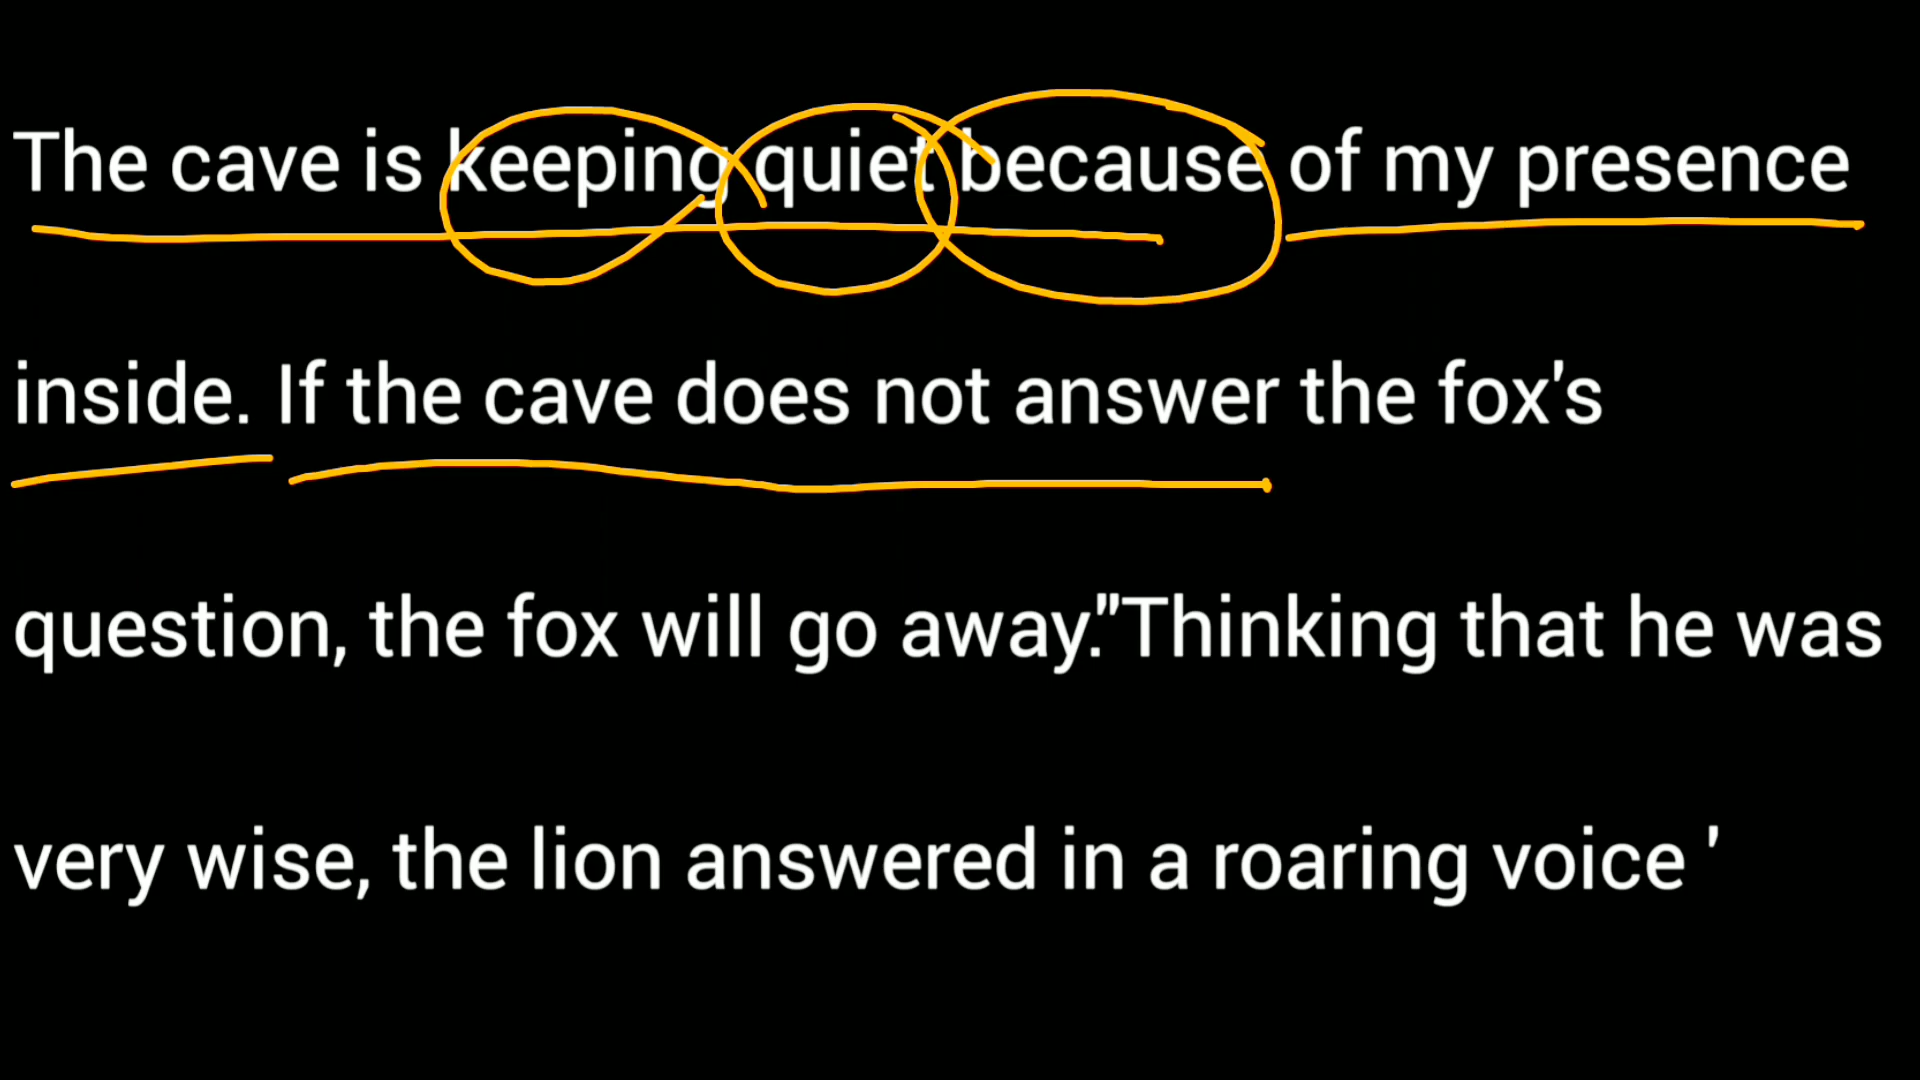 The cave is keeping quiet because of my presence
inside. If the cave does not answer the fox's
question, the fox will go away."Thinking that he was
very wise, the lion answered in a roaring voice '